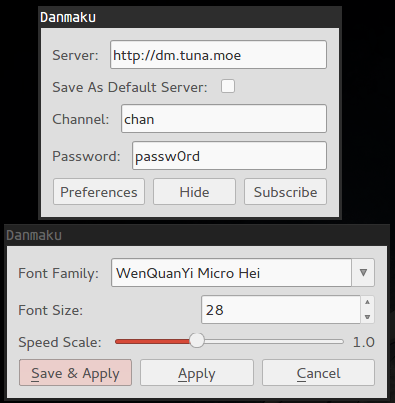 Danmaku
Server: http://dm.tuna.moe
Save As Default Server:
Channel: chan
Password: passw0rd
Preferences Hide Subscribe
Danmaku
Font Family: WenQuanYi Micro Hei
Font Size: 28
Speed Scale: 1.0
Save & Apply Apply Cancel